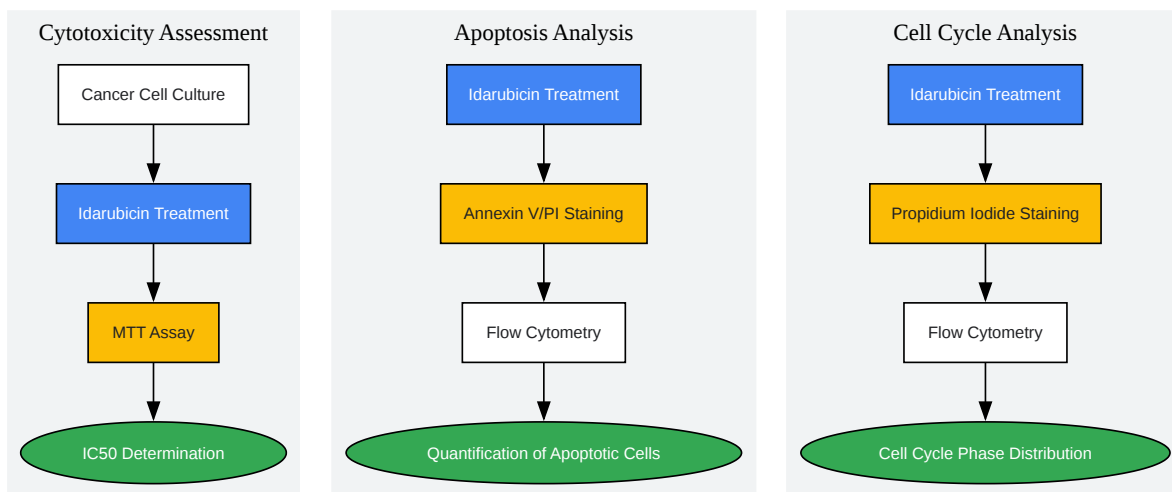 Cytotoxicity Assessment
Cancer Cell Culture
Idarubicin Treatment
MTT Assay
IC50 Determination
Apoptosis Analysis
Idarubicin Treatment
Annexin V/PI Staining
Flow Cytometry
Quantification of Apoptotic Cells
Cell Cycle Analysis
Idarubicin Treatment
Propidium Iodide Staining
Flow Cytometry
Cell Cycle Phase Distribution